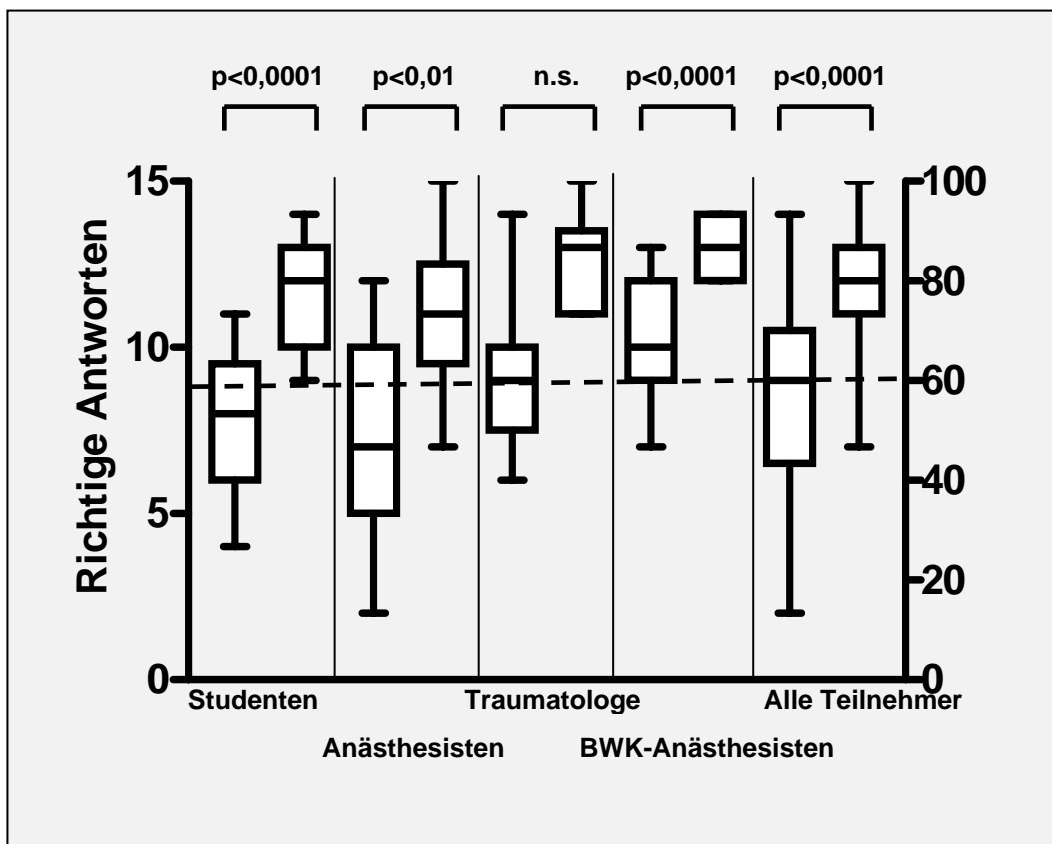 p<0,0001 p<0,01 n.s. p<0,0001 p<0,0001
Richtige Antworten
15 100
80
10
60
40
5
20
0 0
Studenten Traumatologe Alle Teilnehmer
Anästhesisten BWK-Anästhesisten